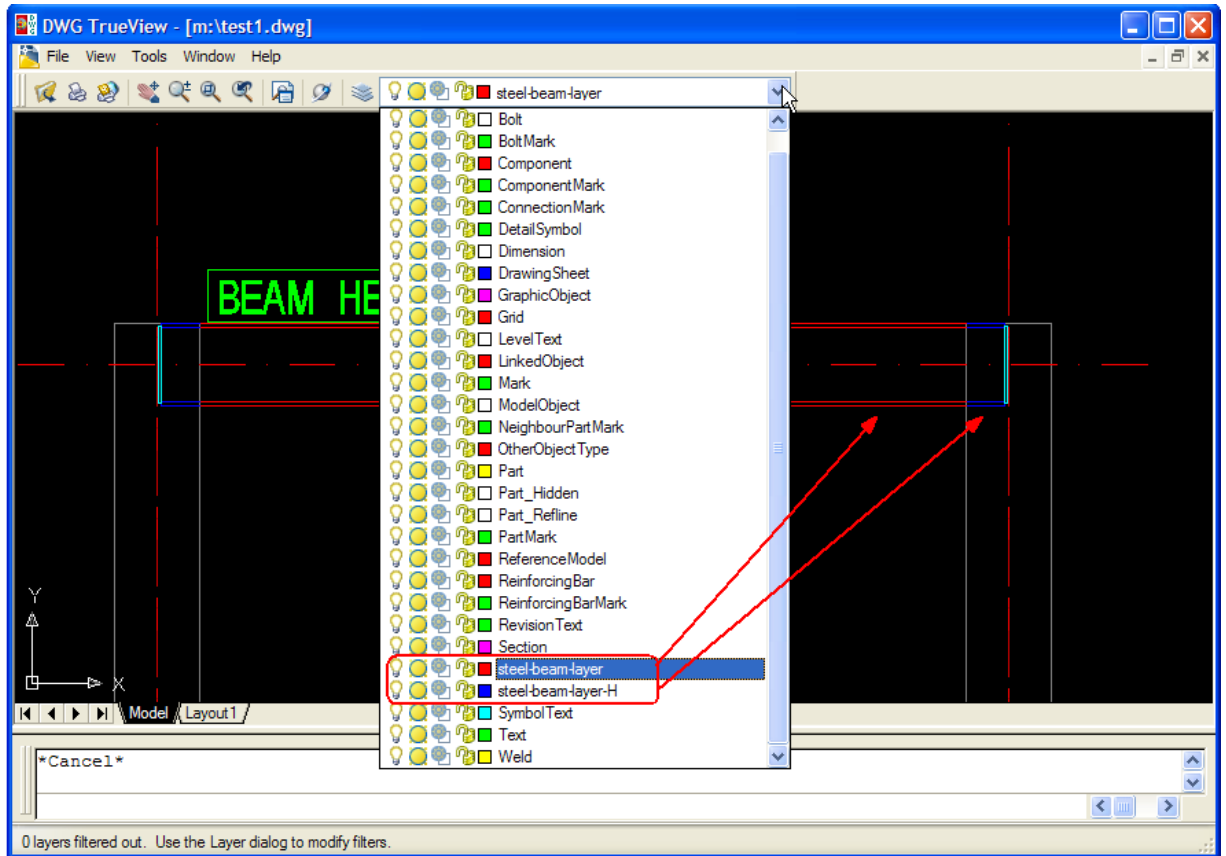 DWG TrueView - [m:\test1.dwg]
File View Tools Window Help
steel-beam-layer
Bolt
BoltMark
Component
ComponentMark
ConnectionMark
DetailSymbol
Dimension
DrawingSheet
GraphicObject
Grid
LevelText
LinkedObject
Mark
ModelObject
NeighbourPartMark
OtherObjectType
Part
Part_Hidden
Part_Refline
PartMark
ReferenceModel
ReinforcingBar
ReinforcingBarMark
RevisionText
Section
steel-beam-layer
steel-beam-layer-H
SymbolText
Text
Weld
BEAM HE
Y
X
Model Layout1
*Cancel*
0 layers filtered out. Use the Layer dialog to modify filters.